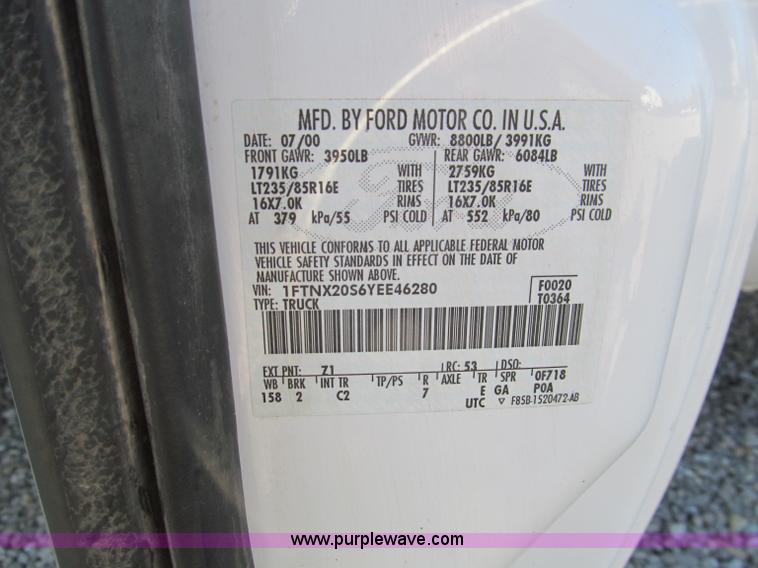 MFD. BY FORD MOTOR CO. IN U.S.A.
DATE: 07/00 GVWR: 8800LB/ 3991KG
FRONT GAWR: 3950LB REAR GAWR: 6084LB
1791KG WITH 2759KG WITH
LT235/85R16E TIRES LT235/85R16E TIRES
16X7.0K RIMS 16X7.0K RIMS
AT 379 kPa/55 PSI COLD AT 552 kPa/80 PSI COLD
THIS VEHICLE CONFORMS TO ALL APPLICABLE FEDERAL MOTOR
VEHICLE SAFETY STANDARDS IN EFFECT ON THE DATE OF
MANUFACTURE SHOWN ABOVE.
VIN: 1FTNX20S6YEE46280 F0020
TYPE: TRUCK T0364
EXT PNT: Z1 RC: 53 DSO:
WB BRK INT TR TP/PS R AXLE TR SPR 0F718
158 2 C2 7 E GA POA
UTC ▽ F85B-1520472-AB
www.purplewave.com